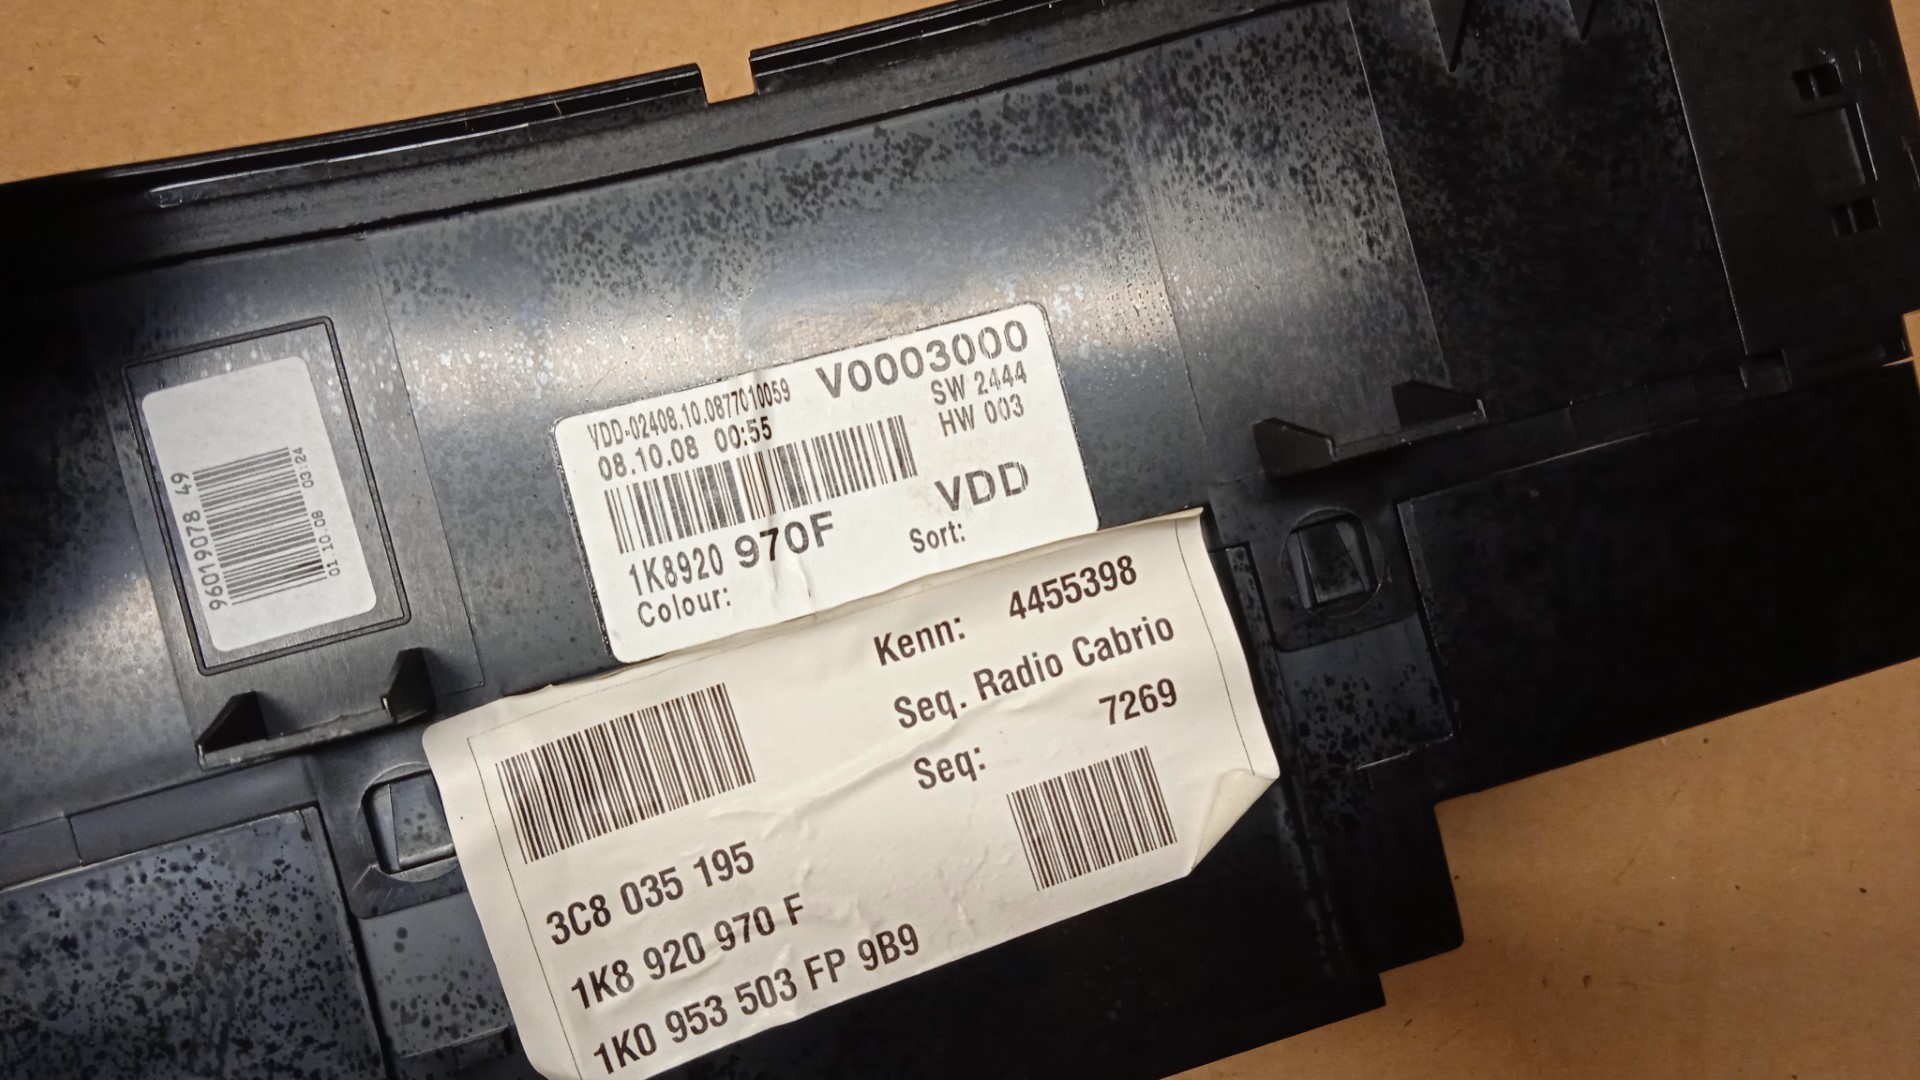 96019078 49
01.10.08 03:24
VDD-02408.10.0877010059 V0003000
08.10.08 00:55 SW 2444
HW 003
VDD
1K8920 970F Sort:
Colour:
Kenn: 4455398
Seq. Radio Cabrio
Seq: 7269
3C8 035 195
1K8 920 970 F
1K0 953 503 FP 9B9